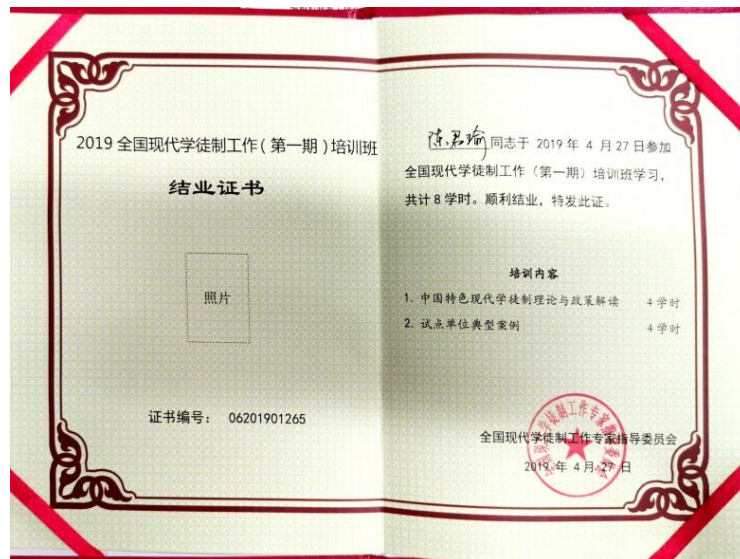 2019 全国现代学徒制工作（第一期）培训班
结业证书
照片
证书编号： 06201901265
陈君瑜同志于 2019 年 4 月 27 日参加
全国现代学徒制工作（第一期）培训班学习，
共计 8 学时。顺利结业，特发此证。
培训内容
1. 中国特色现代学徒制理论与政策解读 4 学时
2. 试点单位典型案例 4 学时
全国现代学徒制工作专家指导委员会
2019 年 4 月 27 日